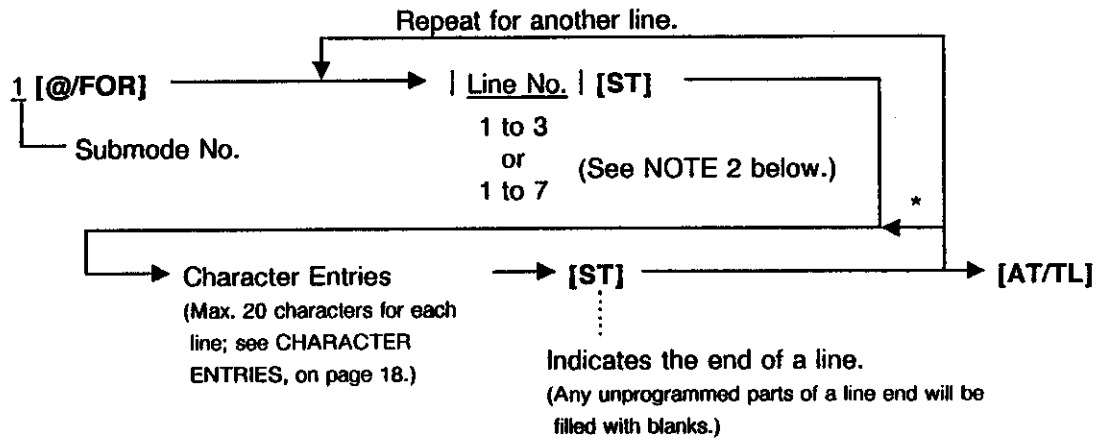 Repeat for another line.
1 [@/FOR]
| Line No. | [ST]
Submode No.
1 to 3
or
1 to 7
(See NOTE 2 below.)
*
Character Entries
[ST]
[AT/TL]
(Max. 20 characters for each
line; see CHARACTER
ENTRIES, on page 18.)
Indicates the end of a line.
(Any unprogrammed parts of a line end will be
filled with blanks.)